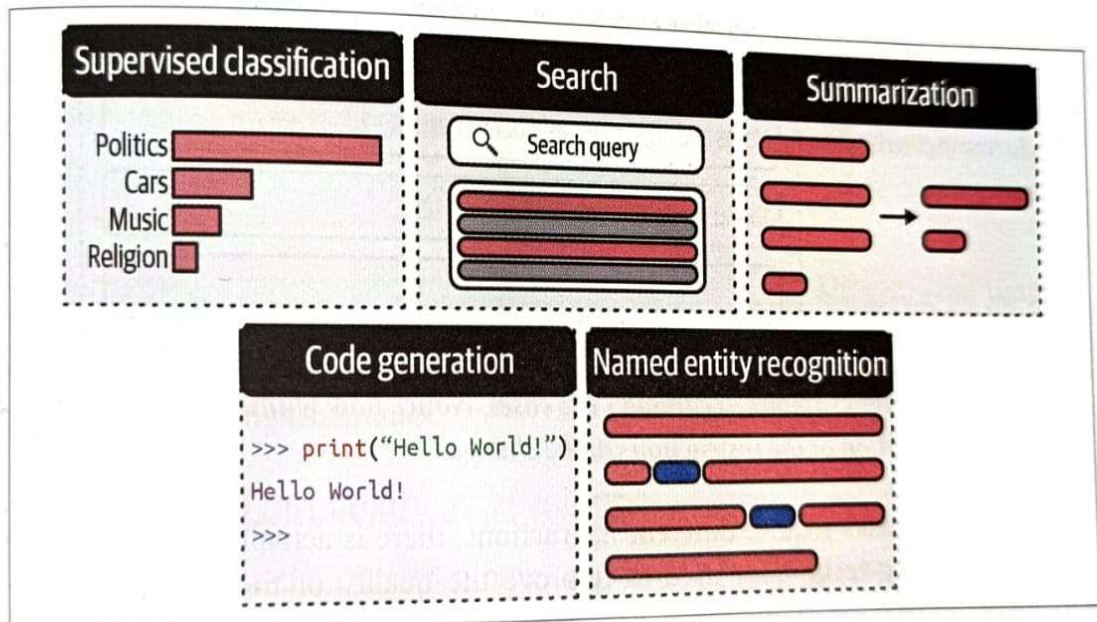 Supervised classification
Politics
Cars
Music
Religion
Search
Search query
Summarization
Code generation
>>> print(“Hello World!”)
Hello World!
>>>
Named entity recognition